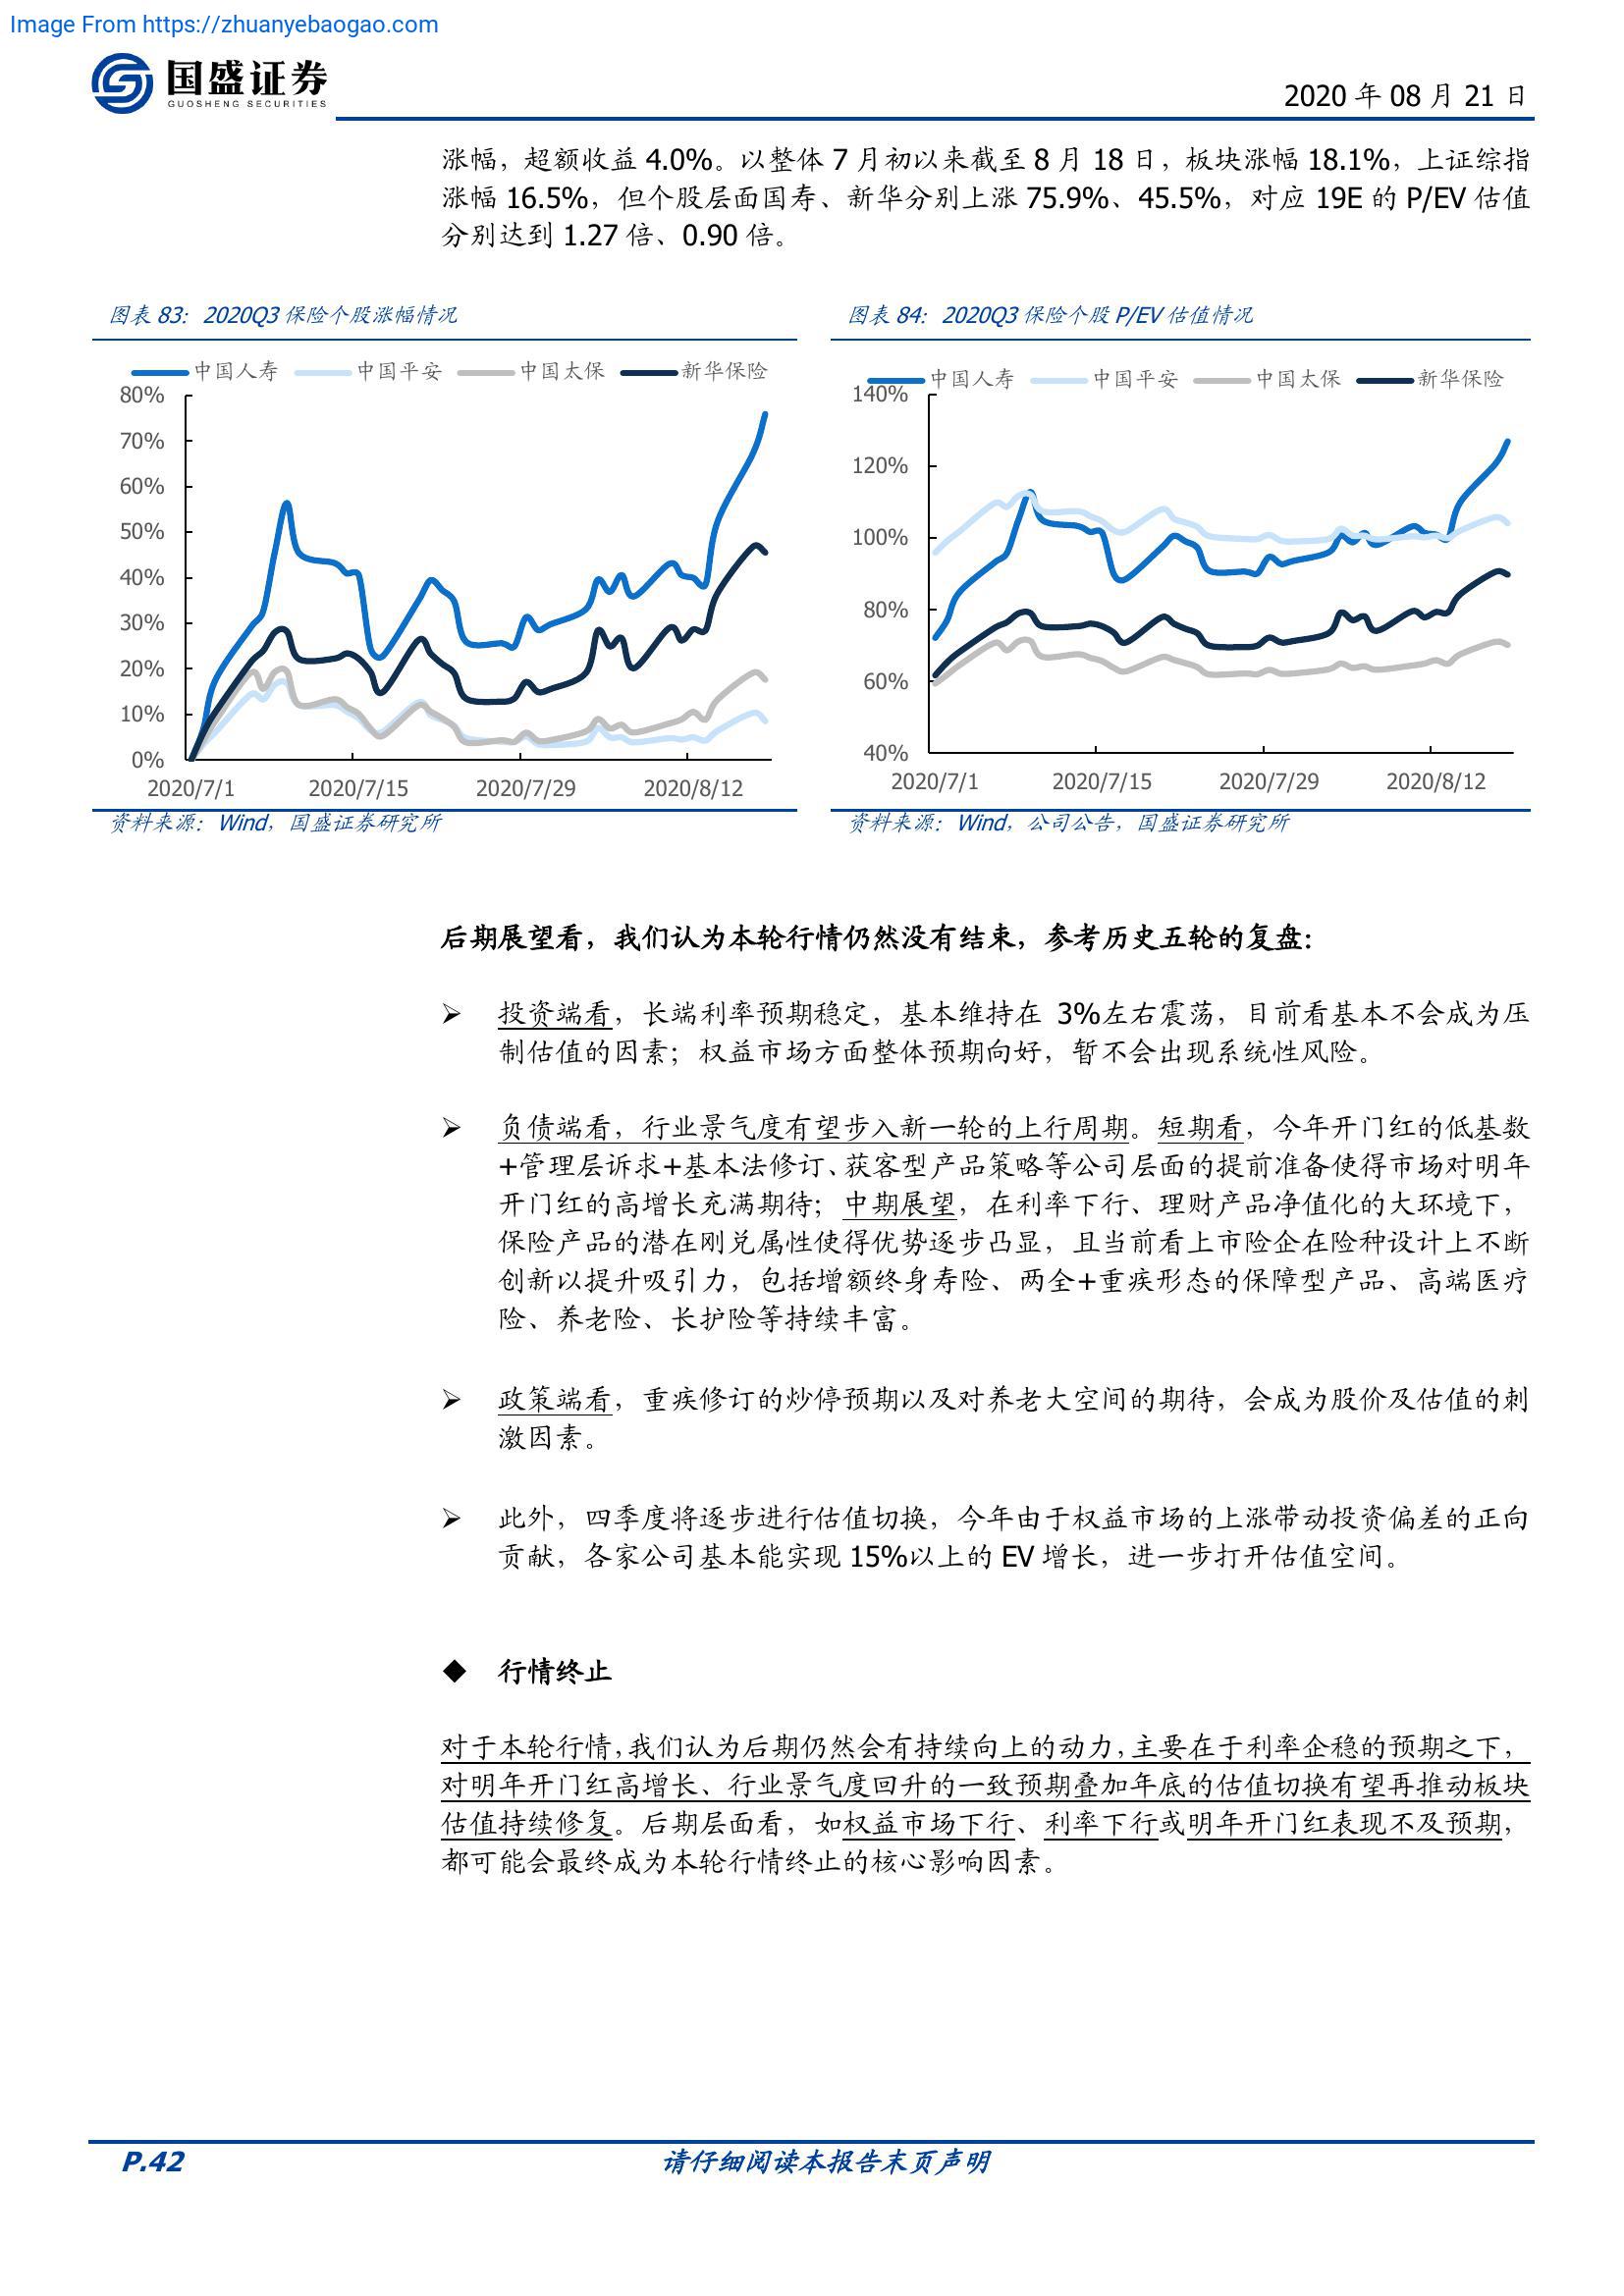 Image From https://zhuanyebaogao.com
国盛证券
GUOSHENG SECURITIES
2020 年 08 月 21 日
涨幅，超额收益 4.0%。以整体 7 月初以来截至 8 月 18 日，板块涨幅 18.1%，上证综指
涨幅 16.5%，但个股层面国寿、新华分别上涨 75.9%、45.5%，对应 19E 的 P/EV 估值
分别达到 1.27 倍、0.90 倍。
图表 83：2020Q3 保险个股涨幅情况
中国人寿 中国平安 中国太保 新华保险
80%
70%
60%
50%
40%
30%
20%
10%
0%
2020/7/1 2020/7/15 2020/7/29 2020/8/12
资料来源：Wind，国盛证券研究所
图表 84：2020Q3 保险个股 P/EV 估值情况
中国人寿 中国平安 中国太保 新华保险
140%
120%
100%
80%
60%
40%
2020/7/1 2020/7/15 2020/7/29 2020/8/12
资料来源：Wind，公司公告，国盛证券研究所
后期展望看，我们认为本轮行情仍然没有结束，参考历史五轮的复盘：
➢ 投资端看，长端利率预期稳定，基本维持在 3%左右震荡，目前看基本不会成为压
制估值的因素；权益市场方面整体预期向好，暂不会出现系统性风险。
➢ 负债端看，行业景气度有望步入新一轮的上行周期。短期看，今年开门红的低基数
+管理层诉求+基本法修订、获客型产品策略等公司层面的提前准备使得市场对明年
开门红的高增长充满期待；中期展望，在利率下行、理财产品净值化的大环境下，
保险产品的潜在刚兑属性使得优势逐步凸显，且当前看上市险企在险种设计上不断
创新以提升吸引力，包括增额终身寿险、两全+重疾形态的保障型产品、高端医疗
险、养老险、长护险等持续丰富。
➢ 政策端看，重疾修订的炒停预期以及对养老大空间的期待，会成为股价及估值的刺
激因素。
➢ 此外，四季度将逐步进行估值切换，今年由于权益市场的上涨带动投资偏差的正向
贡献，各家公司基本能实现 15%以上的 EV 增长，进一步打开估值空间。
◆ 行情终止
对于本轮行情，我们认为后期仍然会有持续向上的动力，主要在于利率企稳的预期之下，
对明年开门红高增长、行业景气度回升的一致预期叠加年底的估值切换有望再推动板块
估值持续修复。后期层面看，如权益市场下行、利率下行或明年开门红表现不及预期，
都可能会最终成为本轮行情终止的核心影响因素。
P.42
请仔细阅读本报告末页声明